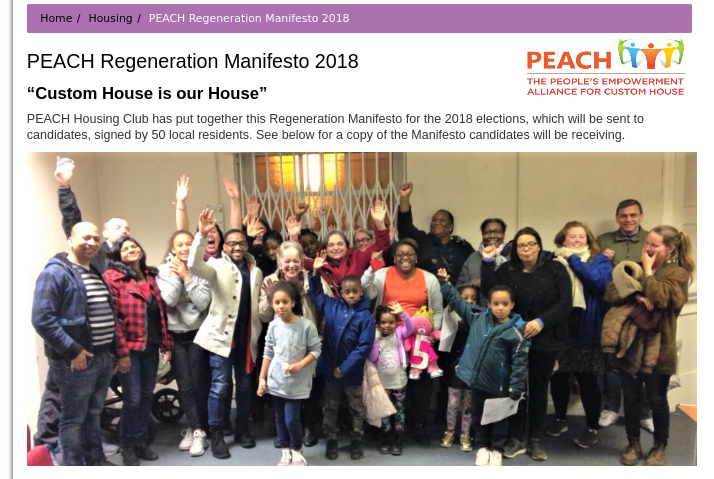 Home / Housing / PEACH Regeneration Manifesto 2018
PEACH Regeneration Manifesto 2018
PEACH
THE PEOPLE'S EMPOWERMENT
ALLIANCE FOR CUSTOM HOUSE
“Custom House is our House”
PEACH Housing Club has put together this Regeneration Manifesto for the 2018 elections, which will be sent to
candidates, signed by 50 local residents. See below for a copy of the Manifesto candidates will be receiving.